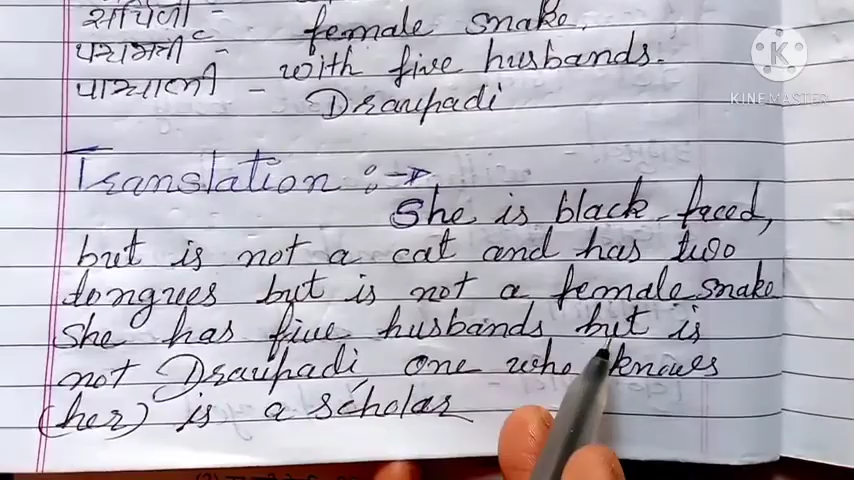 सर्पिणी - female snake.
पञ्चभर्त्री - with five husbands.
पाञ्चाली - Draupadi
Translation :→
She is black-faced,
but is not a cat and has two
tongues but is not a female snake
She has five husbands but is
not Draupadi one who knows
(her) is a scholar
K
KINEMASTER